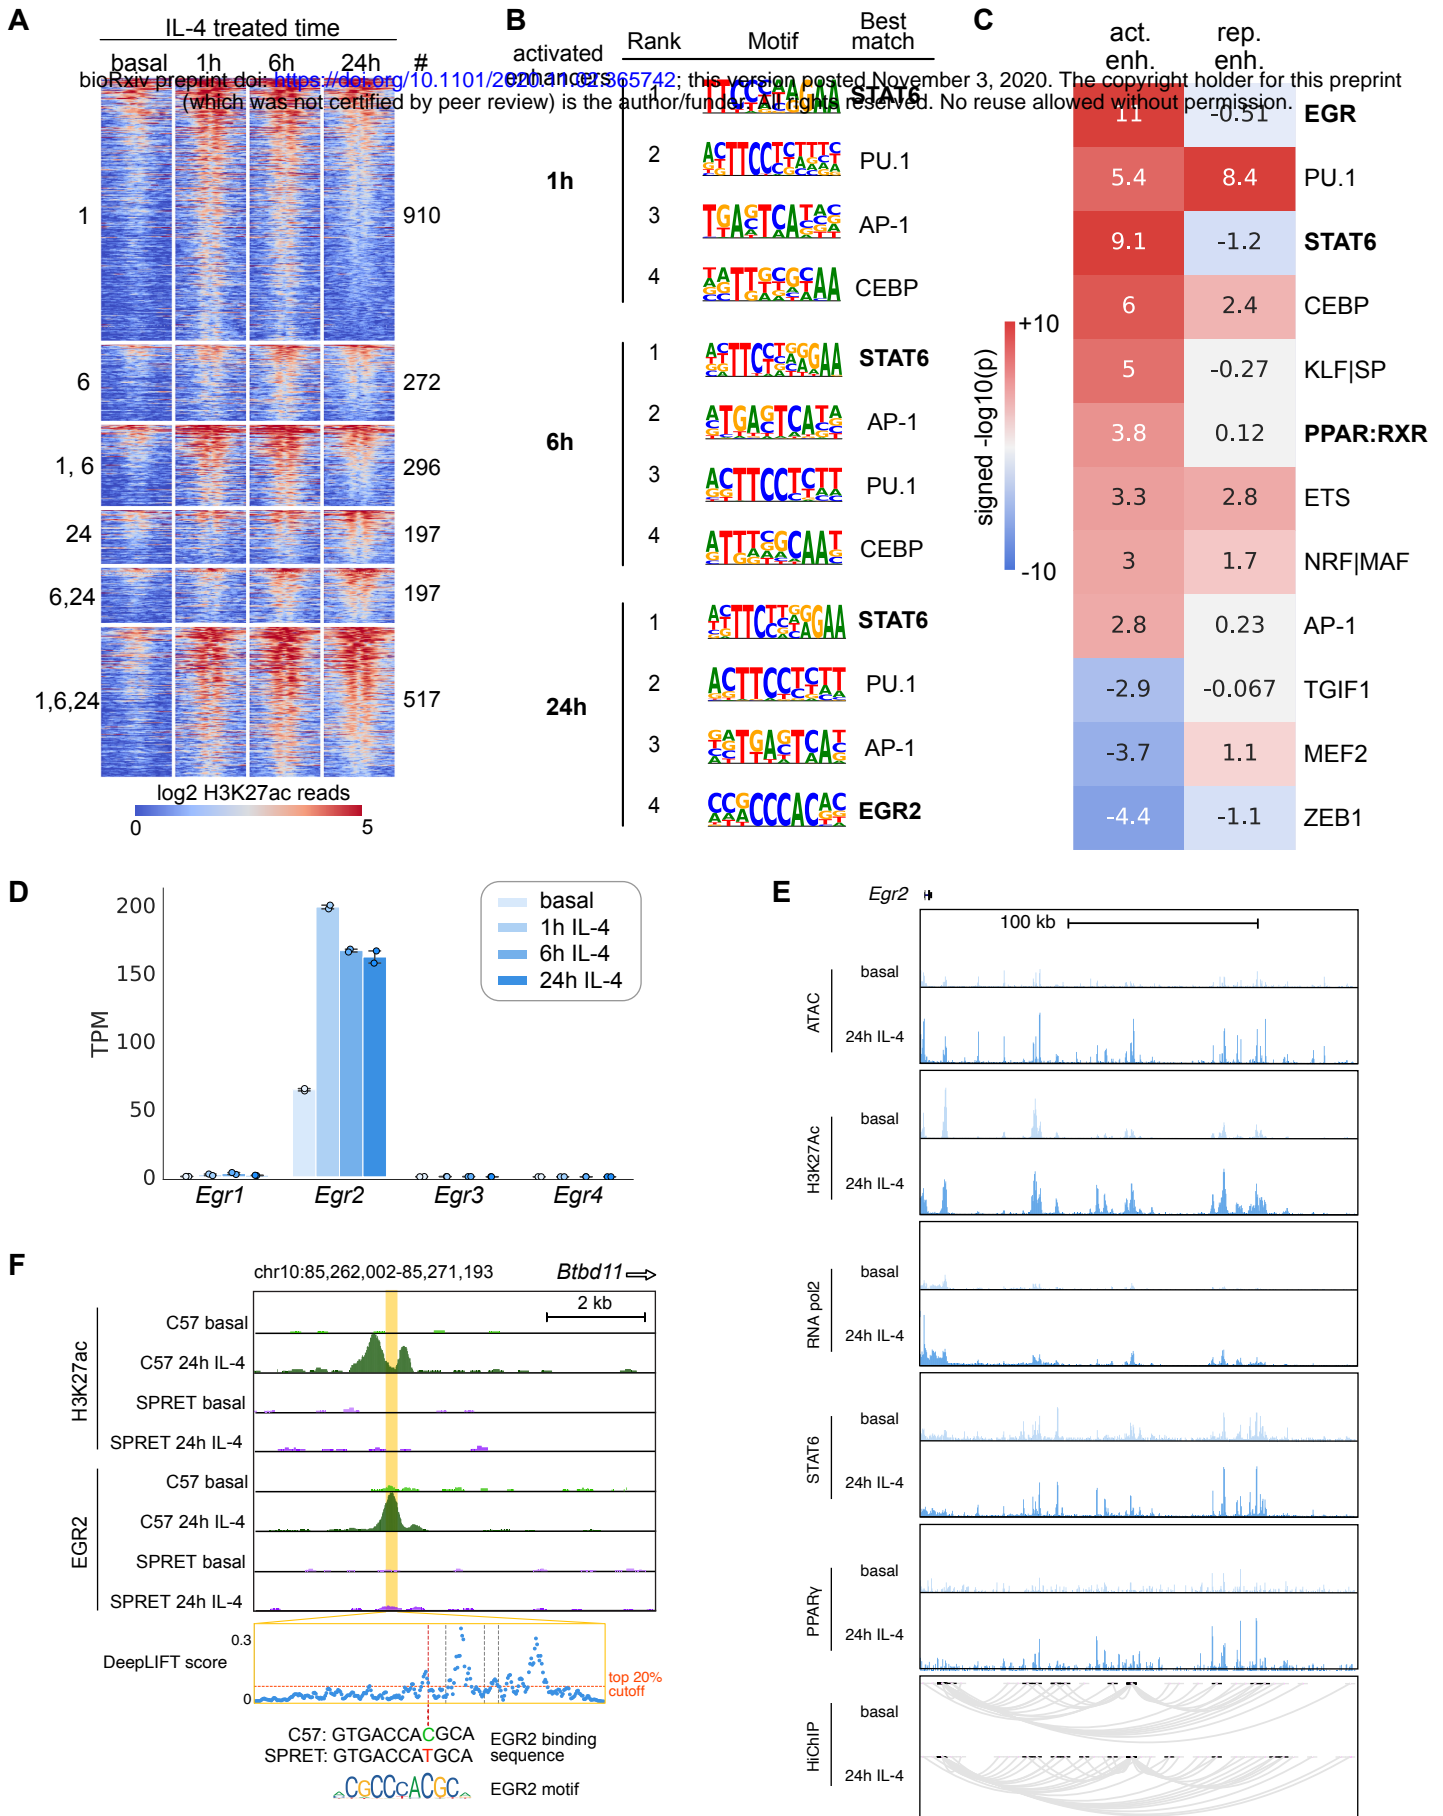 A
IL-4 treated time
basal 1h 6h 24h #
1 910
6 272
1, 6 296
24 197
6,24 197
1,6,24 517
log2 H3K27ac reads
0 5
bioRxiv preprint doi: https://doi.org/10.1101/2020.11.02.365742; this version posted November 3, 2020. The copyright holder for this preprint
(which was not certified by peer review) is the author/funder. All rights reserved. No reuse allowed without permission.
B
activated
enhancers
Rank Motif Best
match
1h
1 STAT6
2 PU.1
3 AP-1
4 CEBP
6h
1 STAT6
2 AP-1
3 PU.1
4 CEBP
24h
1 STAT6
2 PU.1
3 AP-1
4 EGR2
C
act.
enh.
rep.
enh.
11 -0.51 EGR
5.4 8.4 PU.1
9.1 -1.2 STAT6
6 2.4 CEBP
5 -0.27 KLF|SP
3.8 0.12 PPAR:RXR
3.3 2.8 ETS
3 1.7 NRF|MAF
2.8 0.23 AP-1
-2.9 -0.067 TGIF1
-3.7 1.1 MEF2
-4.4 -1.1 ZEB1
signed -log10(p)
+10
-10
D
TPM
200
150
100
50
0
Egr1 Egr2 Egr3 Egr4
basal
1h IL-4
6h IL-4
24h IL-4
E
Egr2
100 kb
ATAC
basal
24h IL-4
H3K27Ac
basal
24h IL-4
RNA pol2
basal
24h IL-4
STAT6
basal
24h IL-4
PPARγ
basal
24h IL-4
HiChIP
basal
24h IL-4
F
chr10:85,262,002-85,271,193 Btbd11
2 kb
H3K27ac
C57 basal
C57 24h IL-4
SPRET basal
SPRET 24h IL-4
EGR2
C57 basal
C57 24h IL-4
SPRET basal
SPRET 24h IL-4
DeepLIFT score
0.3
0
top 20%
cutoff
C57: GTGACCACGCA
SPRET: GTGACCATGCA
EGR2 binding
sequence
CGCCCACGC
EGR2 motif